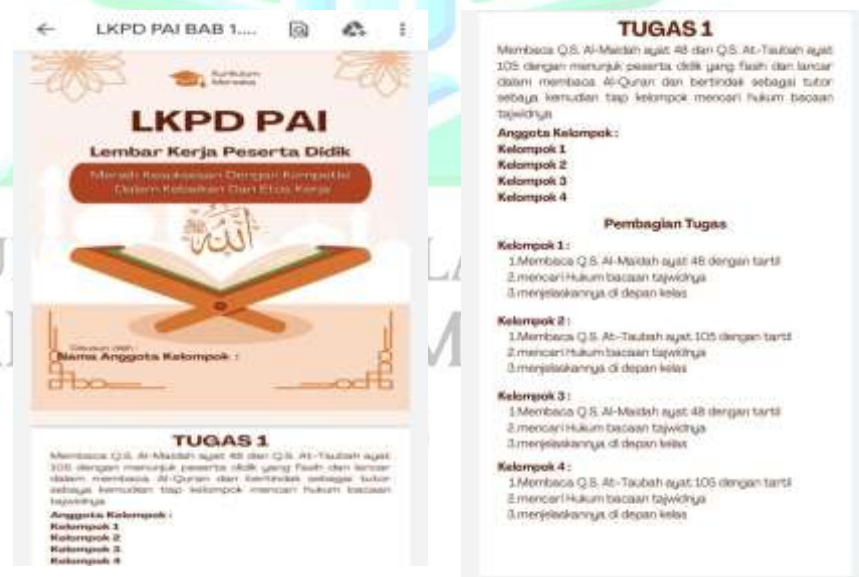 LKPD PAI BAB 1....
Kurikulum
Merdeka
LKPD PAI
Lembar Kerja Peserta Didik
Meraih Kesuksesan Dengan Kompetisi
Dalam Kebaikan Dan Etos Kerja
الله
Disusun oleh :
Nama Anggota Kelompok :
TUGAS 1
Membaca Q.S. Al-Maidah ayat 48 dan Q.S. At-Taubah ayat
105 dengan menunjuk peserta didik yang fasih dan lancar
dalam membaca Al-Quran dan bertindak sebagai tutor
sebaya kemudian tiap kelompok mencari hukum bacaan
tajwidnya
Anggota Kelompok :
Kelompok 1
Kelompok 2
Kelompok 3
Kelompok 4
TUGAS 1
Membaca Q.S. Al-Maidah ayat 48 dan Q.S. At-Taubah ayat
105 dengan menunjuk peserta didik yang fasih dan lancar
dalam membaca Al-Quran dan bertindak sebagai tutor
sebaya kemudian tiap kelompok mencari hukum bacaan
tajwidnya
Anggota Kelompok :
Kelompok 1
Kelompok 2
Kelompok 3
Kelompok 4
Pembagian Tugas
Kelompok 1 :
1.Membaca Q.S. Al-Maidah ayat 48 dengan tartil
2.mencari Hukum bacaan tajwidnya
3.menjelaskannya di depan kelas
Kelompok 2 :
1.Membaca Q.S. At-Taubah ayat 105 dengan tartil
2.mencari Hukum bacaan tajwidnya
3.menjelaskannya di depan kelas
Kelompok 3 :
1.Membaca Q.S. Al-Maidah ayat 48 dengan tartil
2.mencari Hukum bacaan tajwidnya
3.menjelaskannya di depan kelas
Kelompok 4 :
1.Membaca Q.S. At-Taubah ayat 105 dengan tartil
2.mencari Hukum bacaan tajwidnya
3.menjelaskannya di depan kelas